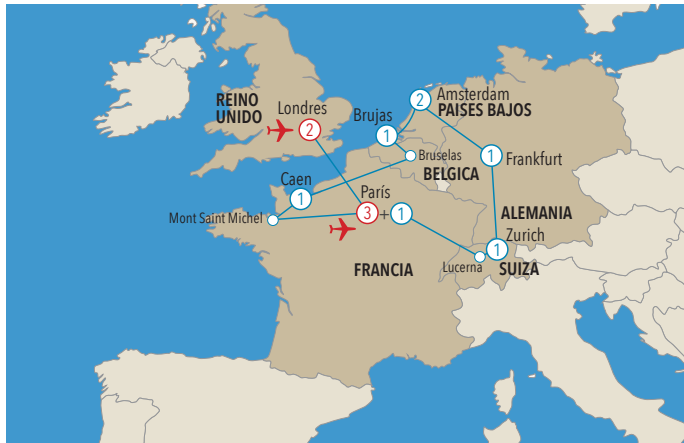 REINO
UNIDO
Londres
2
Amsterdam
2
PAISES BAJOS
Brujas
1
Bruselas
BELGICA
1
Frankfurt
Caen
1
París
3
+
1
Mont Saint Michel
ALEMANIA
Zurich
1
Lucerna
SUIZA
FRANCIA